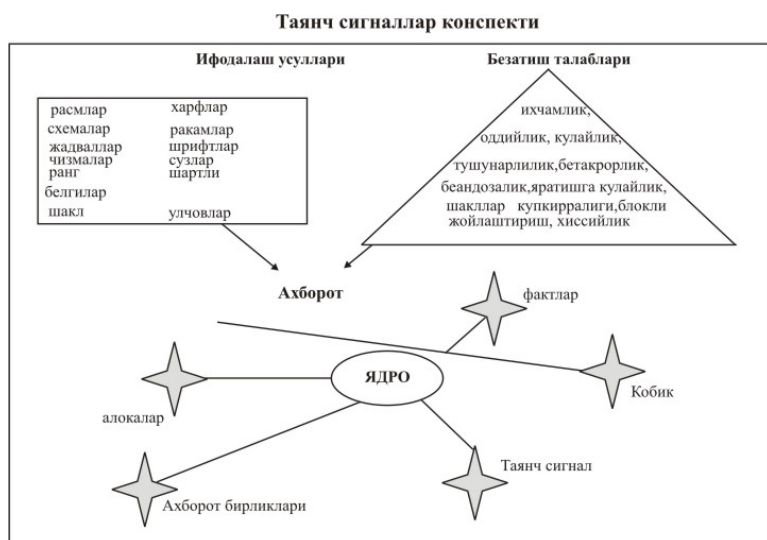 Таянч сигналлар конспекти
Ифодалаш усуллари
расмлар
схемалар
жадваллар
чизмалар
ранг
белгилар
шакл
харфлар
ракамлар
шрифтлар
сузлар
шартли
улчовлар
Безатиш талаблари
ихчамлик,
оддийлик, кулайлик,
тушунарлилик,бетакрорлик,
беандозалик,яратишга кулайлик,
шакллар купкирралиги,блокли
жойлаштириш, хиссийлик
Ахборот
фактлар
ЯДРО
Кобик
алокалар
Таянч сигнал
Ахборот бирликлари